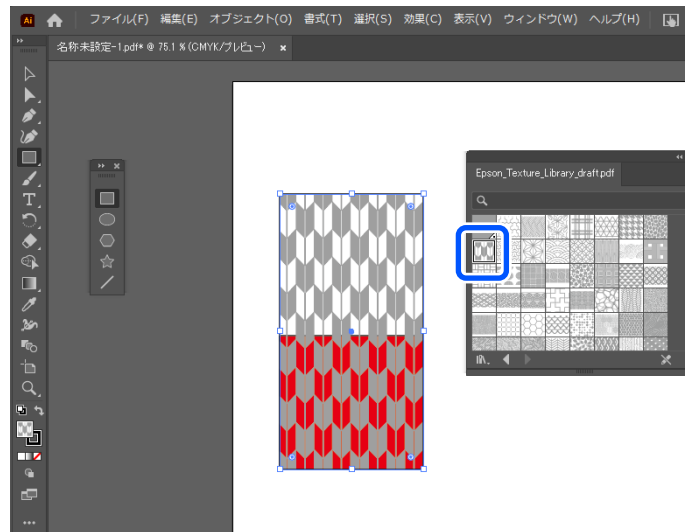 Ai ファイル(F) 編集(E) オブジェクト(O) 書式(T) 選択(S) 効果(C) 表示(V) ウィンドウ(W) ヘルプ(H)
名称未設定-1.pdf* @ 75.1 % (CMYK/プレビュー) ×
Epson_Texture_Library_draft.pdf